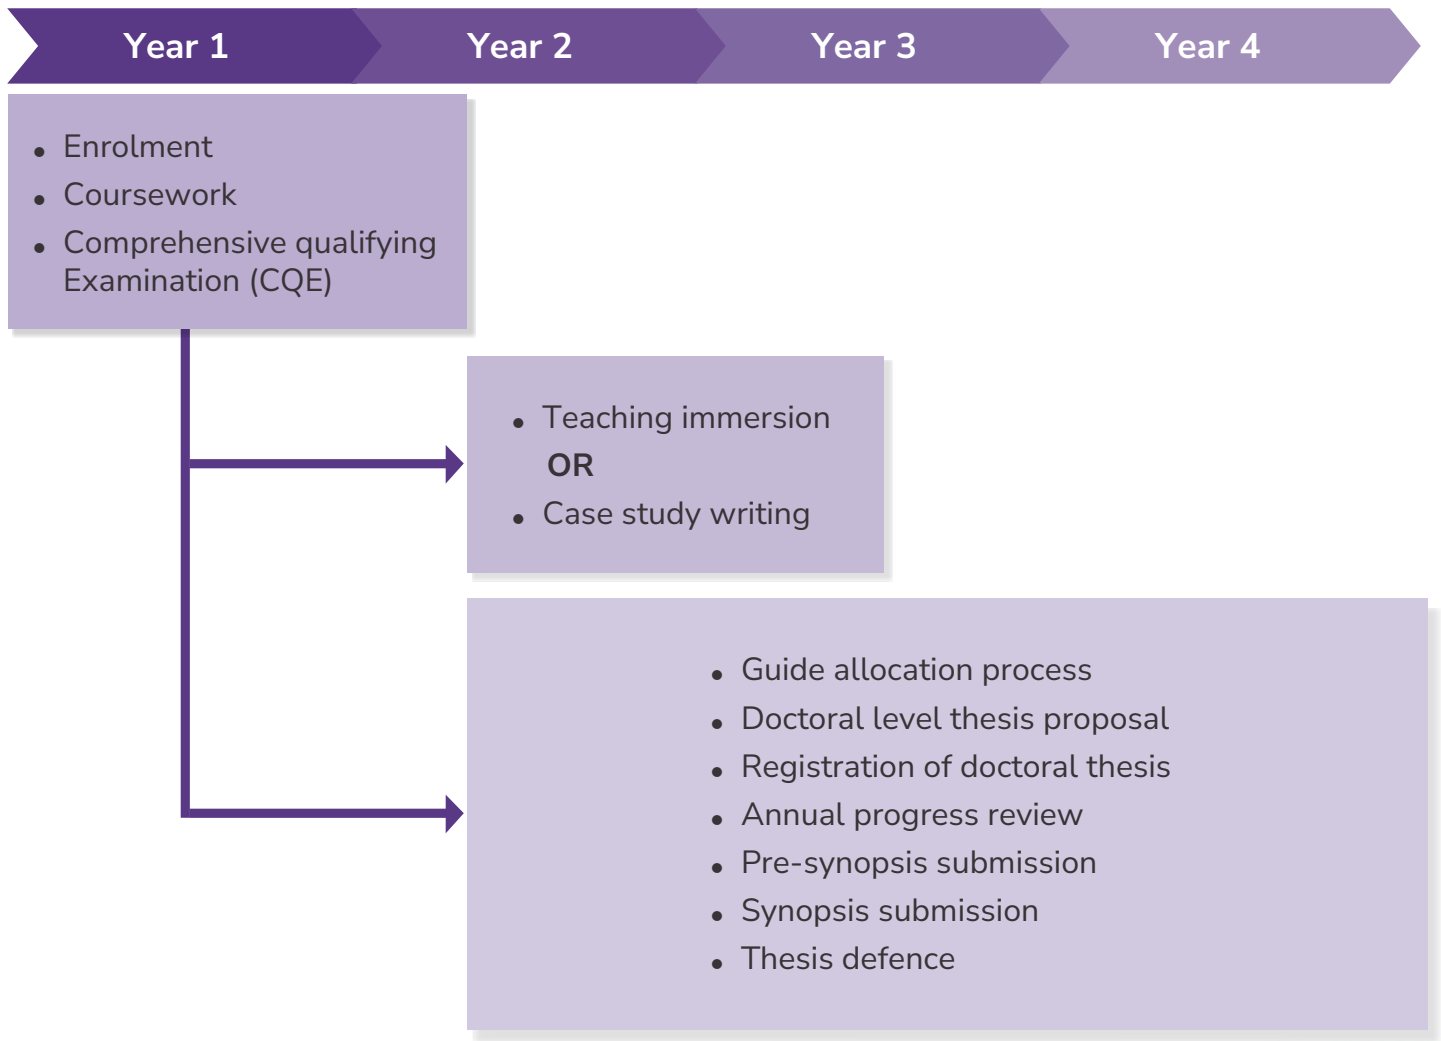 Year 1
Year 2
Year 3
Year 4
• Enrolment
• Coursework
• Comprehensive qualifying
Examination (CQE)
• Teaching immersion
OR
• Case study writing
• Guide allocation process
• Doctoral level thesis proposal
• Registration of doctoral thesis
• Annual progress review
• Pre-synopsis submission
• Synopsis submission
• Thesis defence